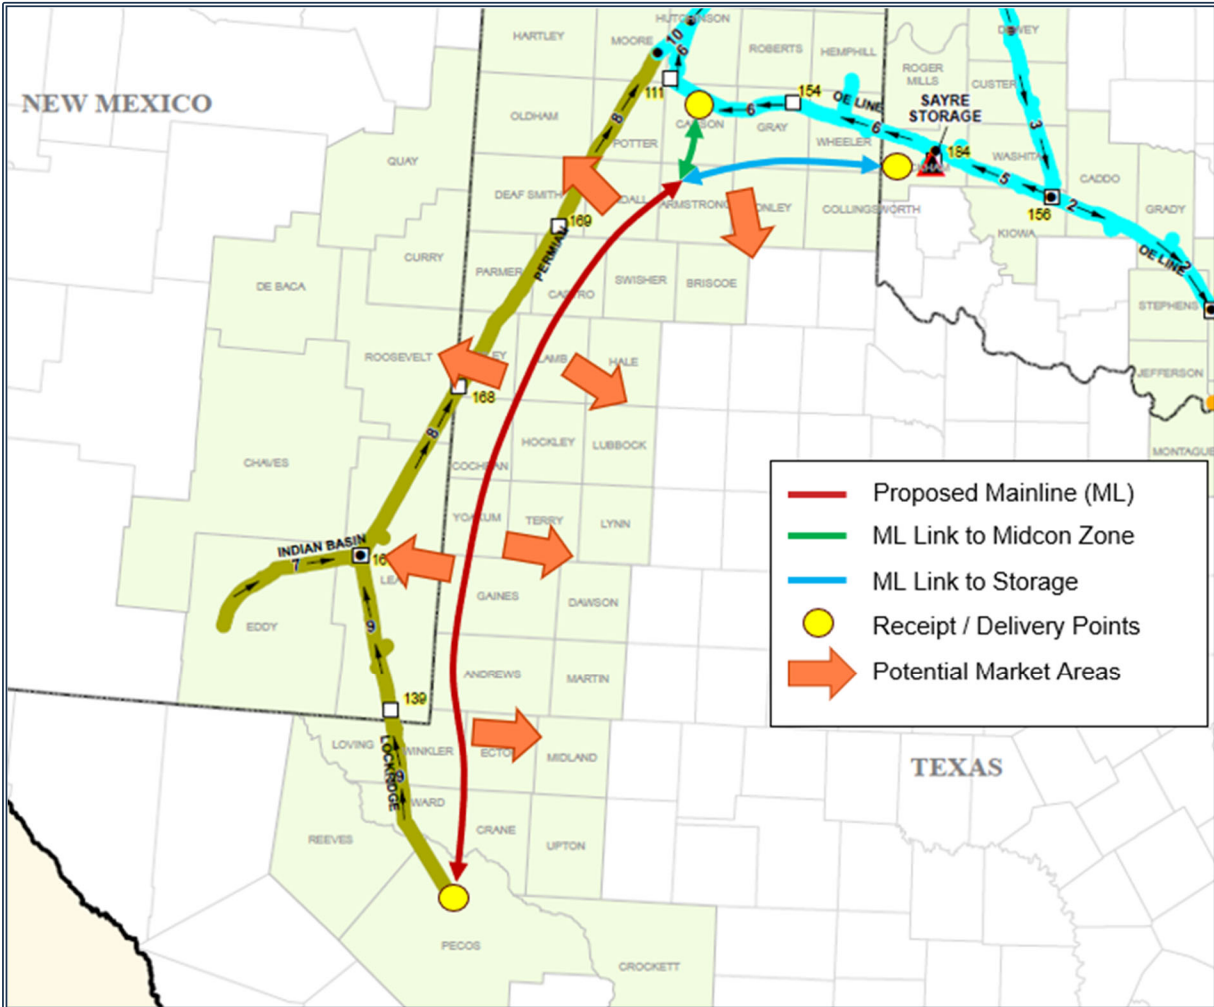 HUTCHINSON
DEWEY
HARTLEY
MOORE
10
6
ROBERTS
HEMPHILL
ROGER
MILLS
CUSTER
NEW MEXICO
111
154
OE LINE
SAYRE
STORAGE
OLDHAM
8
6
6
3
CARSON
GRAY
POTTER
WHEELER
184
WASHITA
QUAY
5
CADDO
DEAF SMITH
ARMSTRONG
COLLINGSWORTH
2
GRADY
169
156
KIOWA
PERMIAN
OE LINE
2
CURRY
PARMER
CASTRO
SWISHER
BRISCOE
DE BACA
STEPHENS
ROOSEVELT
LAMB
HALE
JEFFERSON
168
8
HOCKLEY
LUBBOCK
CHAVES
COCHRAN
MONTAGUE
YOAKUM
TERRY
LYNN
INDIAN BASIN
7
16
LEA
EDDY
GAINES
DAWSON
9
ANDREWS
MARTIN
139
LOVING
WINKLER
ECTO
MIDLAND
LOCKRIDGE
9
WARD
REEVES
CRANE
UPTON
PECOS
CROCKETT
TEXAS
Proposed Mainline (ML)
ML Link to Midcon Zone
ML Link to Storage
Receipt / Delivery Points
Potential Market Areas